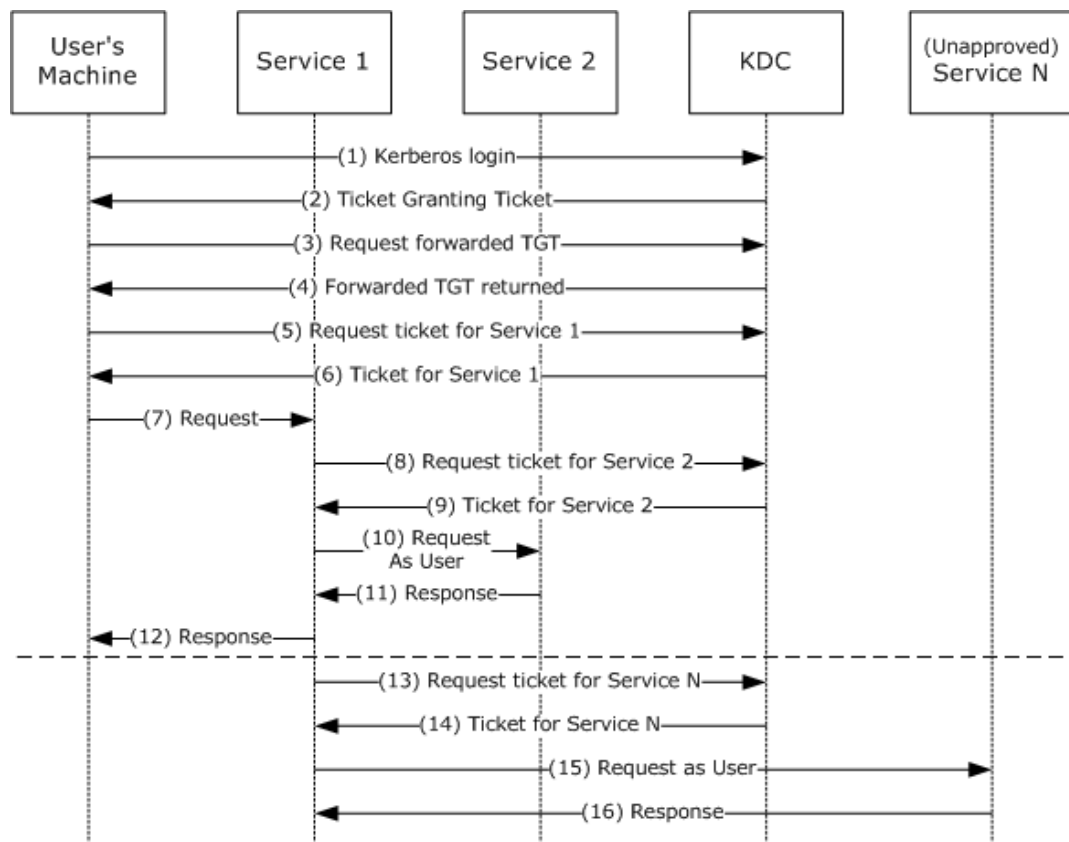 User's
Machine
Service 1
Service 2
KDC
(Unapproved)
Service N
(1) Kerberos login
(2) Ticket Granting Ticket
(3) Request forwarded TGT
(4) Forwarded TGT returned
(5) Request ticket for Service 1
(6) Ticket for Service 1
(7) Request
(8) Request ticket for Service 2
(9) Ticket for Service 2
(10) Request
As User
(11) Response
(12) Response
(13) Request ticket for Service N
(14) Ticket for Service N
(15) Request as User
(16) Response